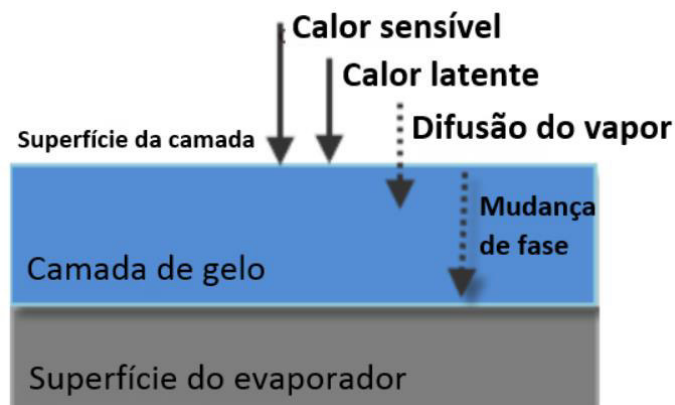 Calor sensível
Calor latente
Difusão do vapor
Superfície da camada
Mudança
de fase
Camada de gelo
Superfície do evaporador